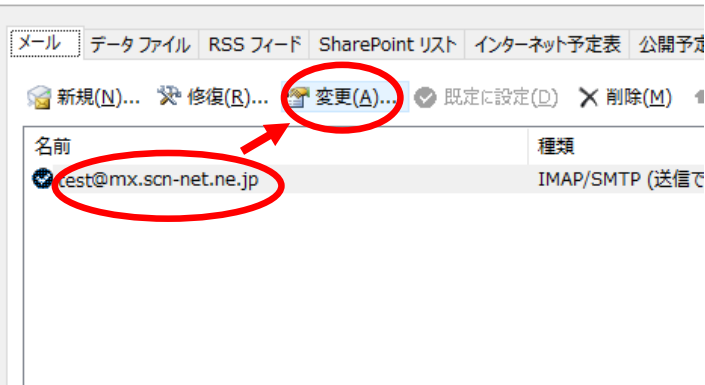 メール データ ファイル RSS フィード SharePoint リスト インターネット予定表 公開予定
新規(N)... 修復(R)... 変更(A)... 既定に設定(D) 削除(M)
名前 種類
test@mx.scn-net.ne.jp IMAP/SMTP (送信で